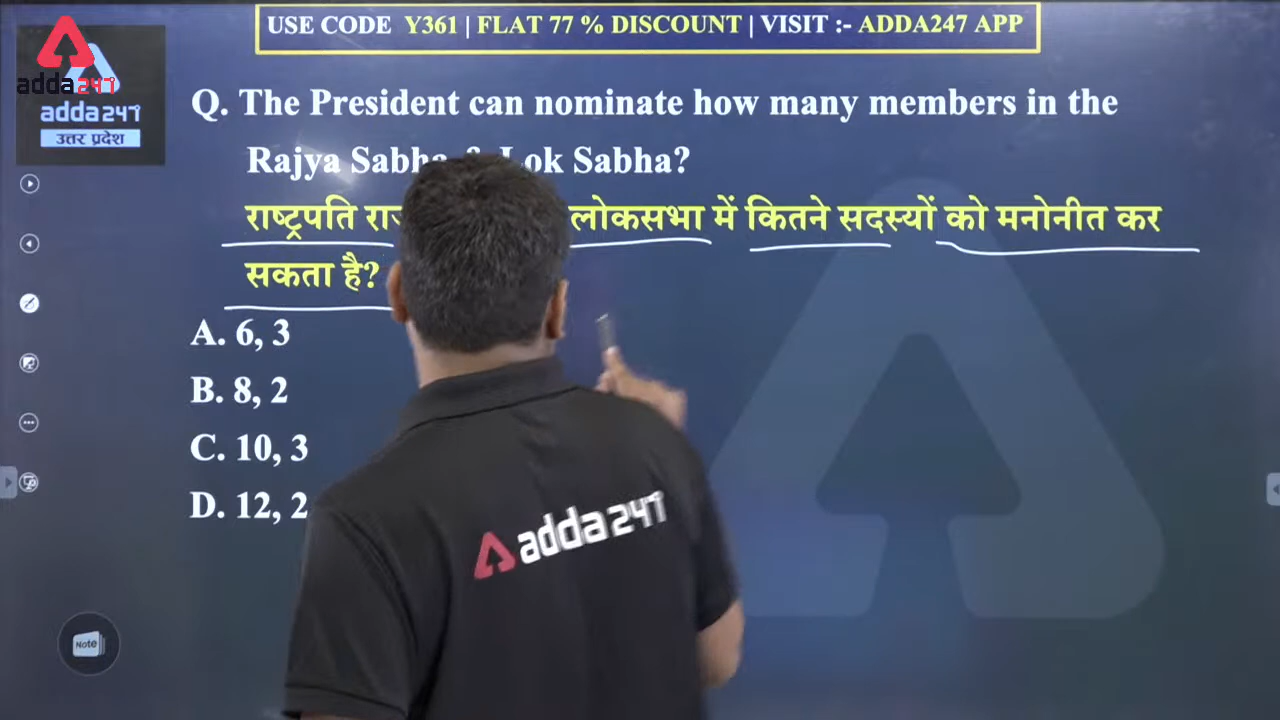 USE CODE Y361 | FLAT 77 % DISCOUNT | VISIT :- ADDA247 APP
adda247
adda247
उत्तर प्रदेश
Q. The President can nominate how many members in the
Rajya Sabha & Lok Sabha?
राष्ट्रपति लोकसभा में कितने सदस्यों को मनोनीत कर
सकता है?
A. 6, 3
B. 8, 2
C. 10, 3
D. 12, 2
adda247
Note